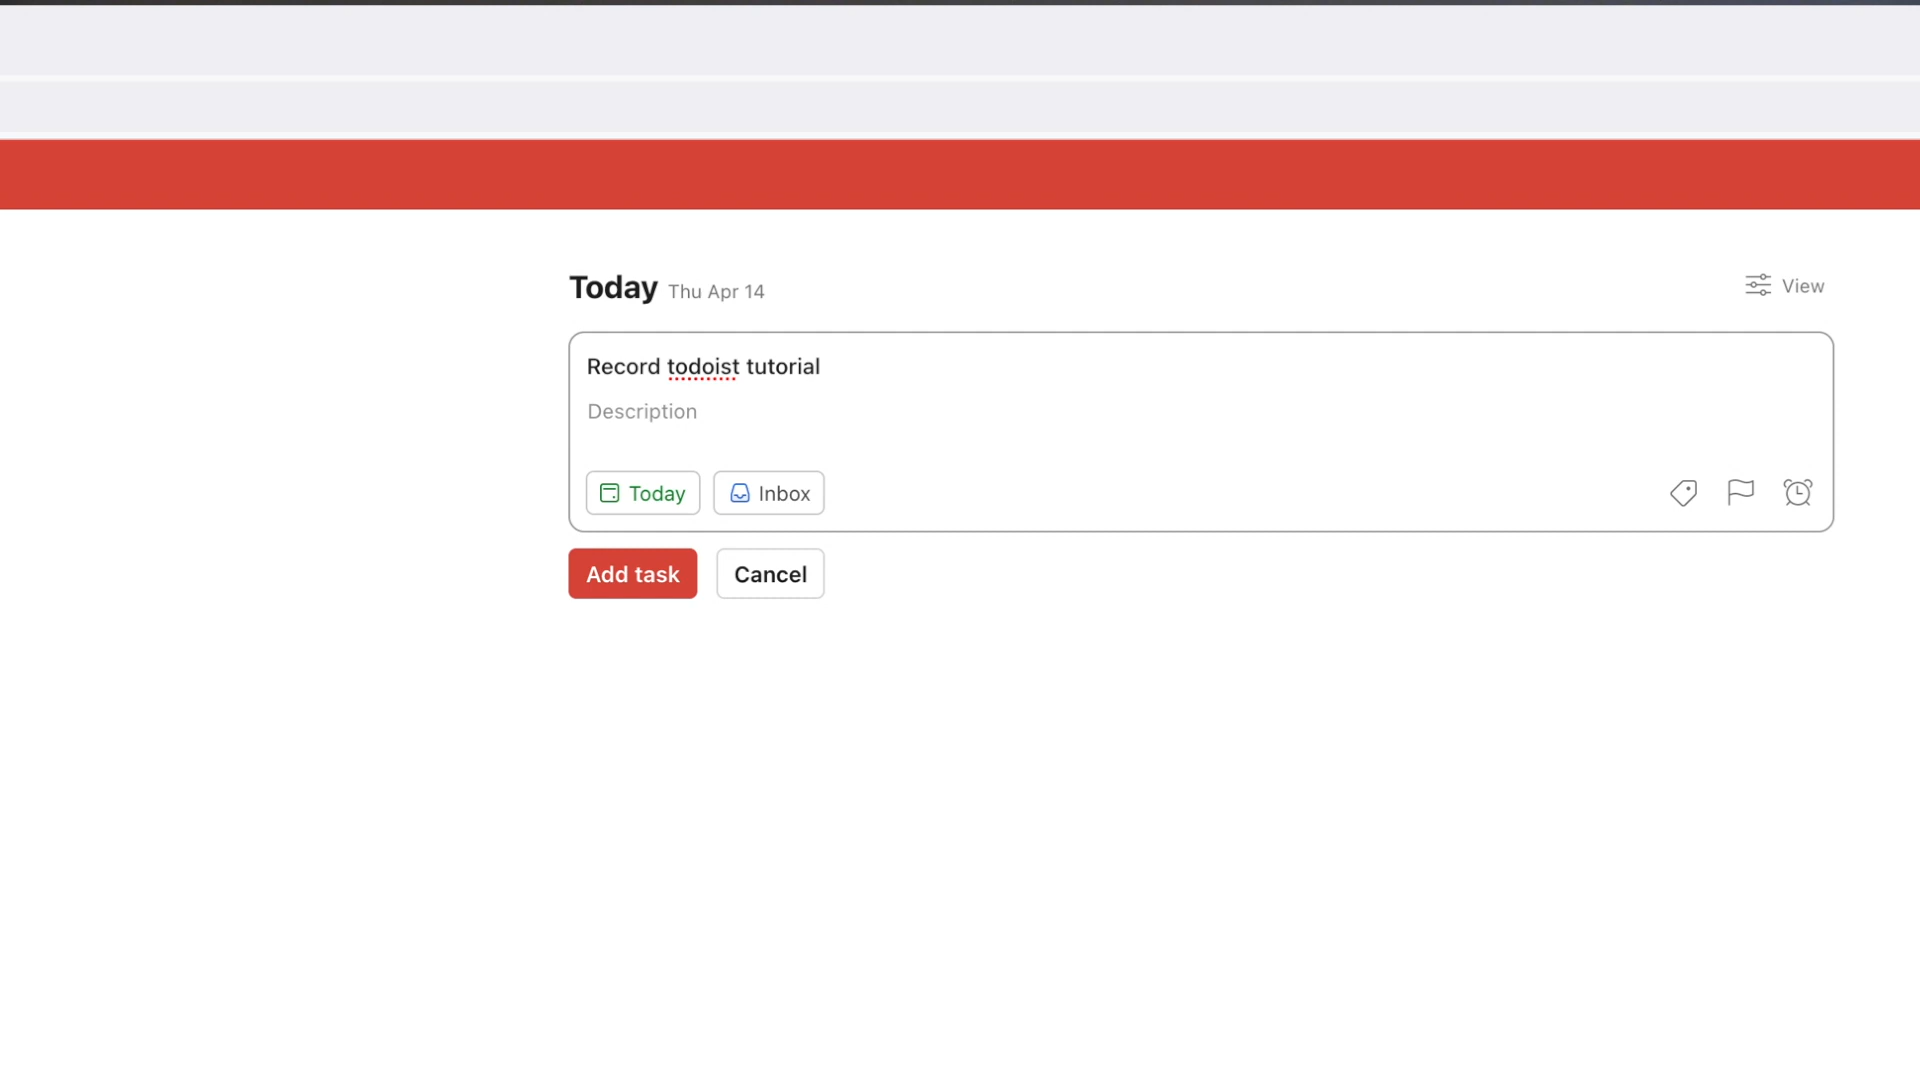 Today Thu Apr 14
View
Record todoist tutorial
Description
Today Inbox
Add task Cancel